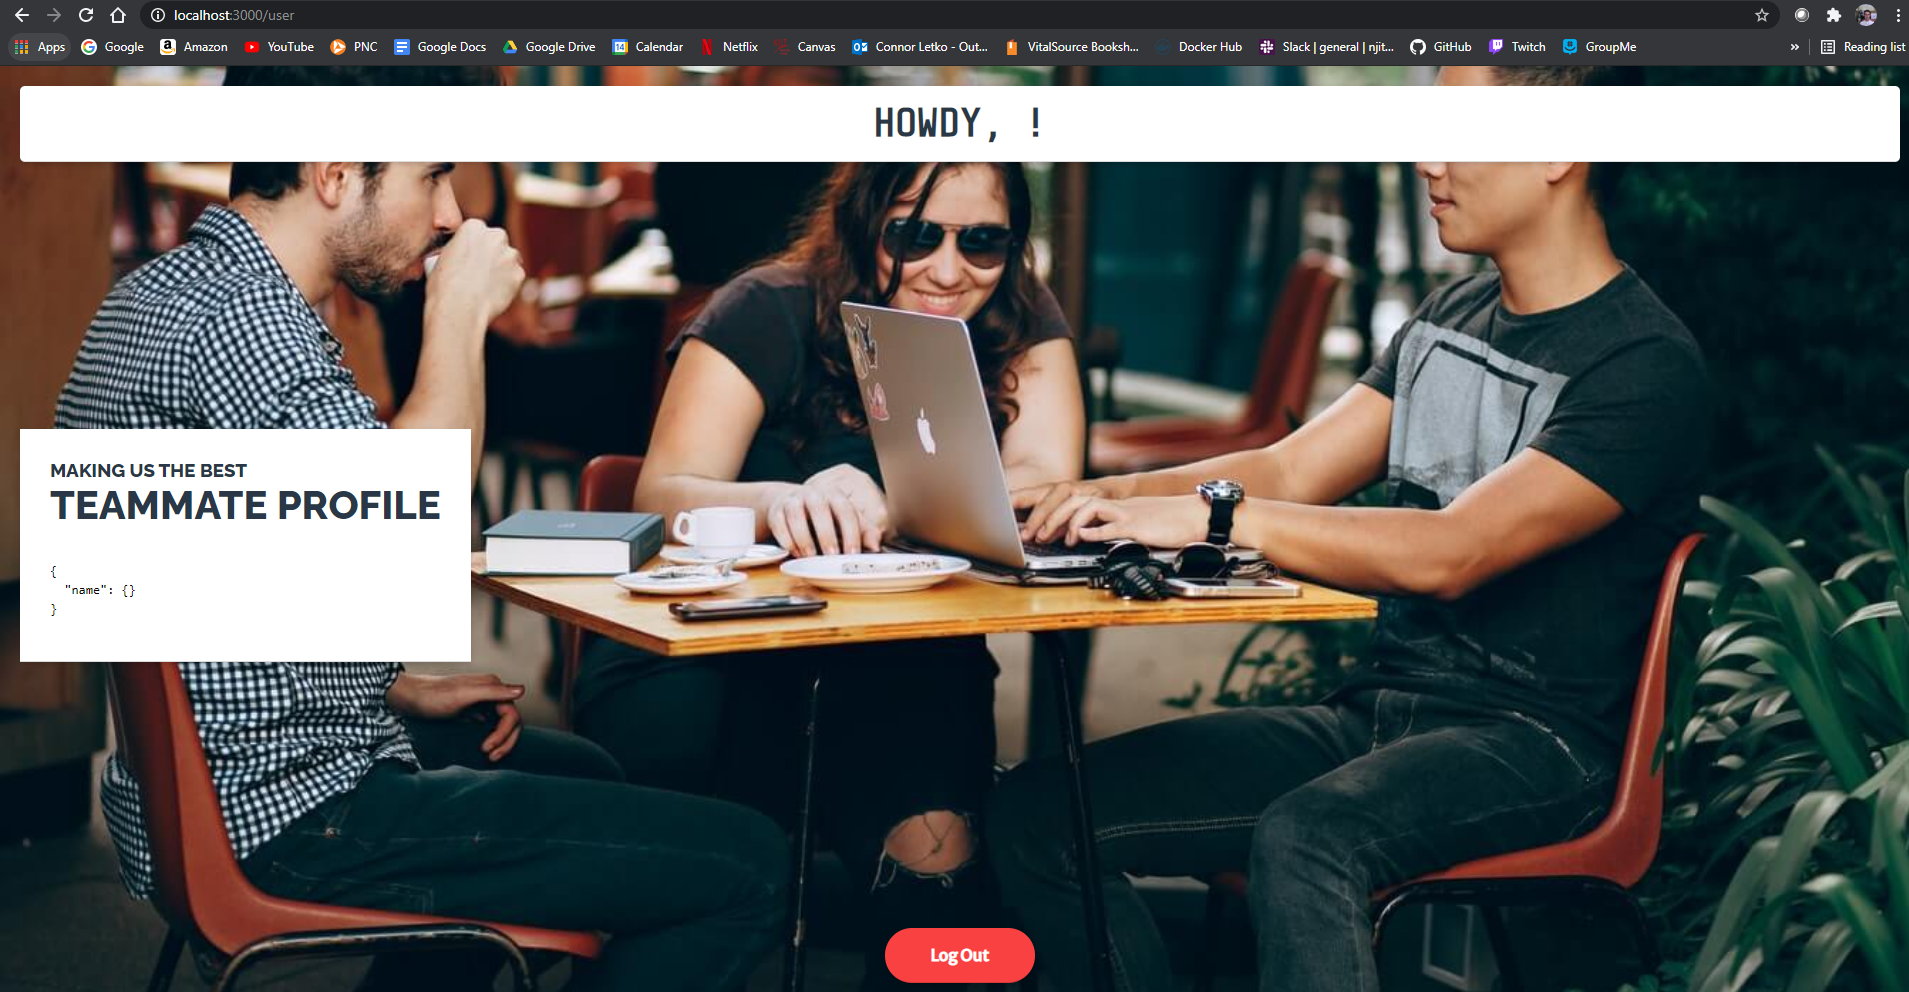 localhost:3000/user
Apps Google Amazon YouTube PNC Google Docs Google Drive Calendar Netflix Canvas Connor Letko - Out... VitalSource Booksh... Docker Hub Slack | general | njit... GitHub Twitch GroupMe » Reading list
HOWDY, !
MAKING US THE BEST
TEAMMATE PROFILE
{
"name": {}
}
Log Out